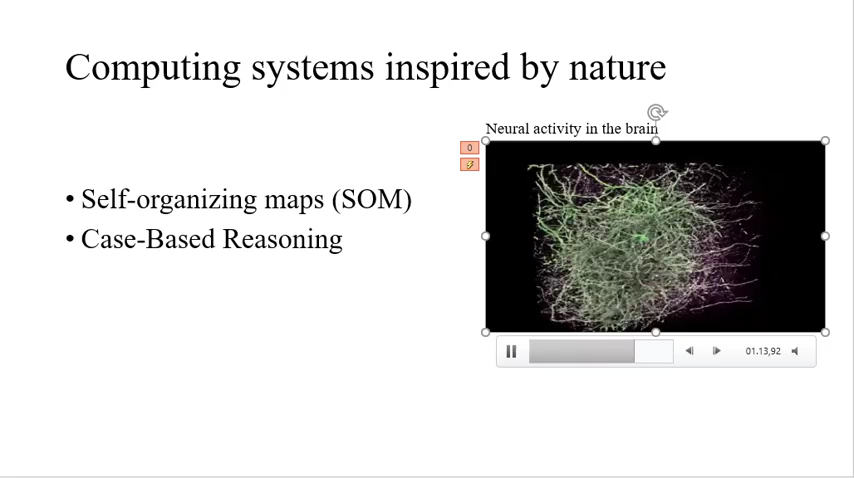 Computing systems inspired by nature
Neural activity in the brain
0
• Self-organizing maps (SOM)
• Case-Based Reasoning
01.13,92